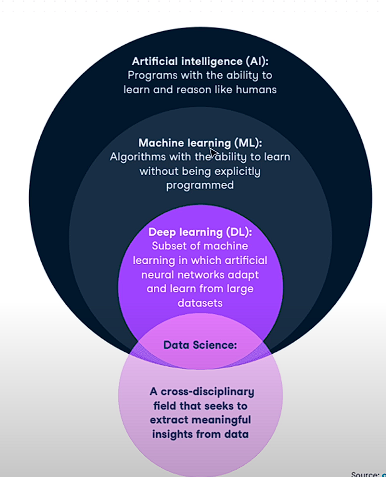 Artificial intelligence (AI):
Programs with the ability to
learn and reason like humans
Machine learning (ML):
Algorithms with the ability to learn
without being explicitly
programmed
Deep learning (DL):
Subset of machine
learning in which artificial
neural networks adapt
and learn from large
datasets
Data Science:
A cross-disciplinary
field that seeks to
extract meaningful
insights from data
Source: